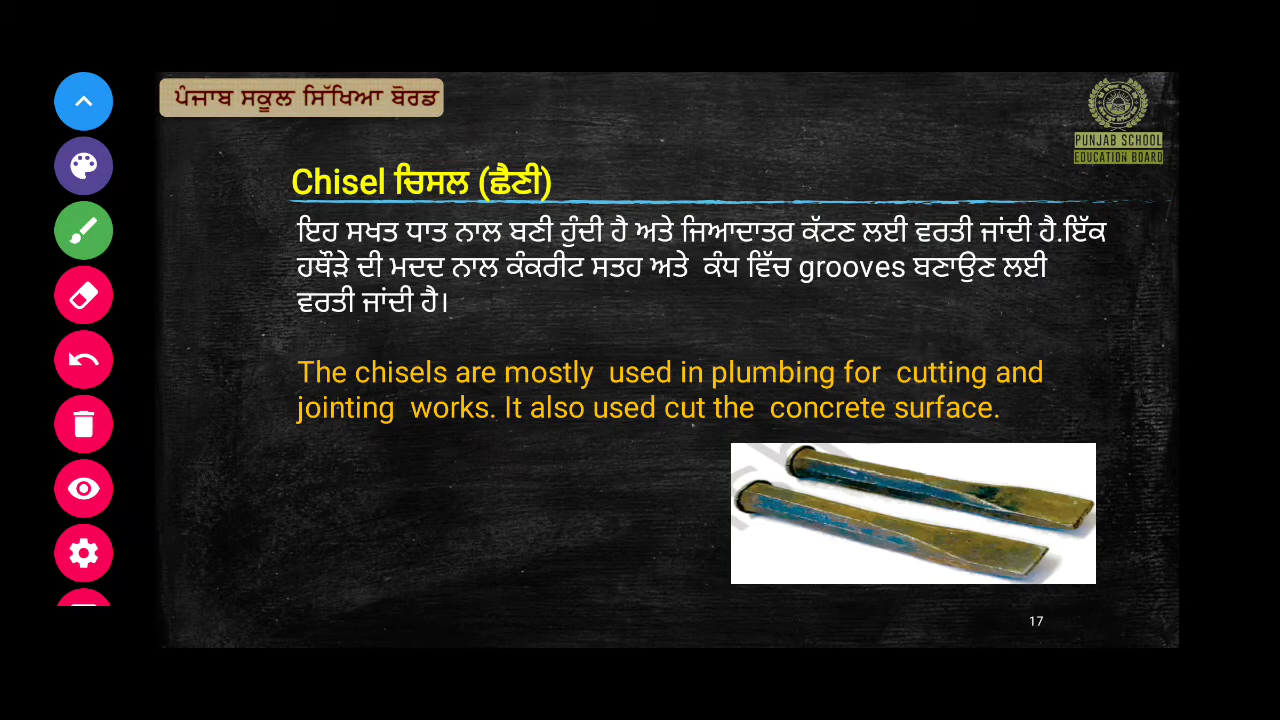 ਪੰਜਾਬ ਸਕੂਲ ਸਿੱਖਿਆ ਬੋਰਡ
PUNJAB SCHOOL
EDUCATION BOARD
Chisel ਚਿਸਲ (ਛੈਣੀ)
ਇਹ ਸਖਤ ਧਾਤ ਨਾਲ ਬਣੀ ਹੁੰਦੀ ਹੈ ਅਤੇ ਜਿਆਦਾਤਰ ਕੱਟਣ ਲਈ ਵਰਤੀ ਜਾਂਦੀ ਹੈ.ਇੱਕ
ਹਥੌੜੇ ਦੀ ਮਦਦ ਨਾਲ ਕੰਕਰੀਟ ਸਤਹ ਅਤੇ ਕੰਧ ਵਿੱਚ grooves ਬਣਾਉਣ ਲਈ
ਵਰਤੀ ਜਾਂਦੀ ਹੈ।
The chisels are mostly used in plumbing for cutting and
jointing works. It also used cut the concrete surface.
17